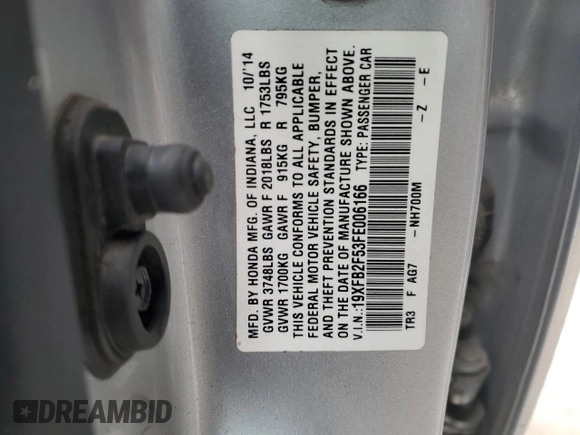 MFD. BY HONDA MFG. OF INDIANA, LLC 10/'14
GVWR 3748LBS GAWR F 2018LBS R 1753LBS
GVWR 1700KG GAWR F 915KG R 795KG
THIS VEHICLE CONFORMS TO ALL APPLICABLE
FEDERAL MOTOR VEHICLE SAFETY, BUMPER,
AND THEFT PREVENTION STANDARDS IN EFFECT
ON THE DATE OF MANUFACTURE SHOWN ABOVE.
V.I.N.: 19XFB2F53FE006166 TYPE: PASSENGER CAR
-NH700M -Z -E
TR3 F AG7
DREAMBID